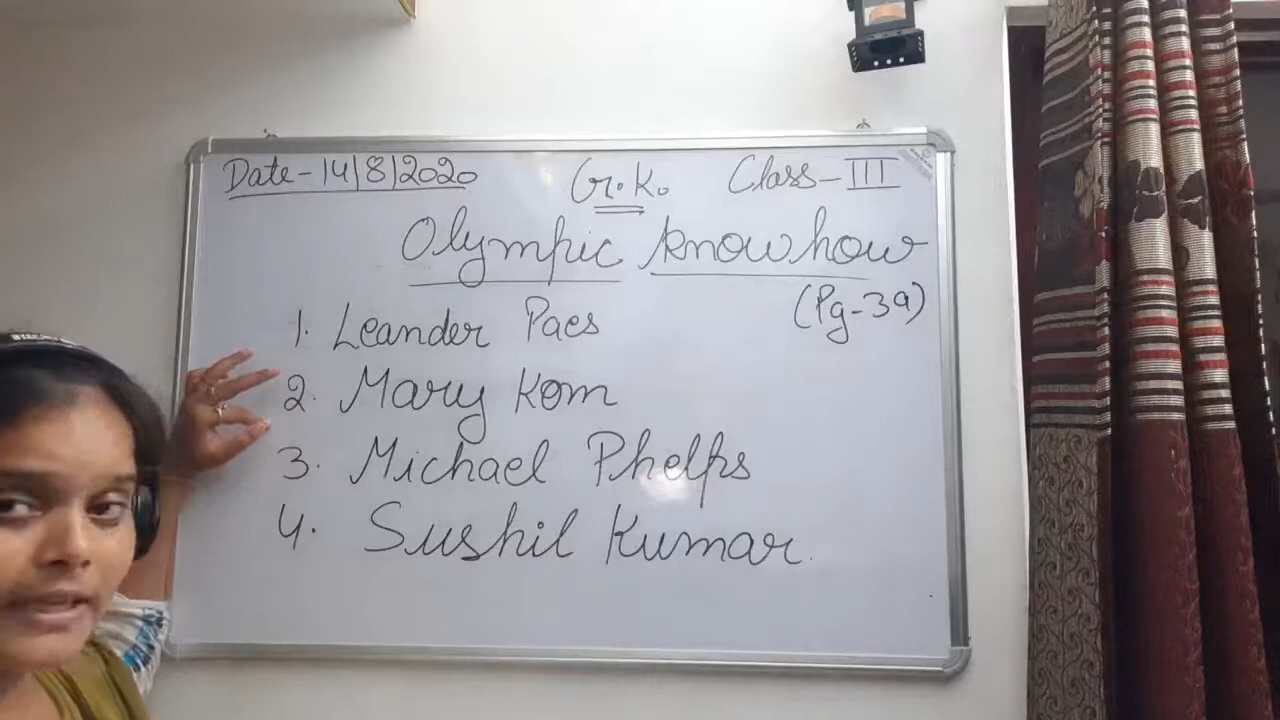 Date-14/8/2020 G.K. Class-III
Olympic knowhow
(Pg-39)
1. Leander Paes
2. Mary Kom
3. Michael Phelps
4. Sushil Kumar.